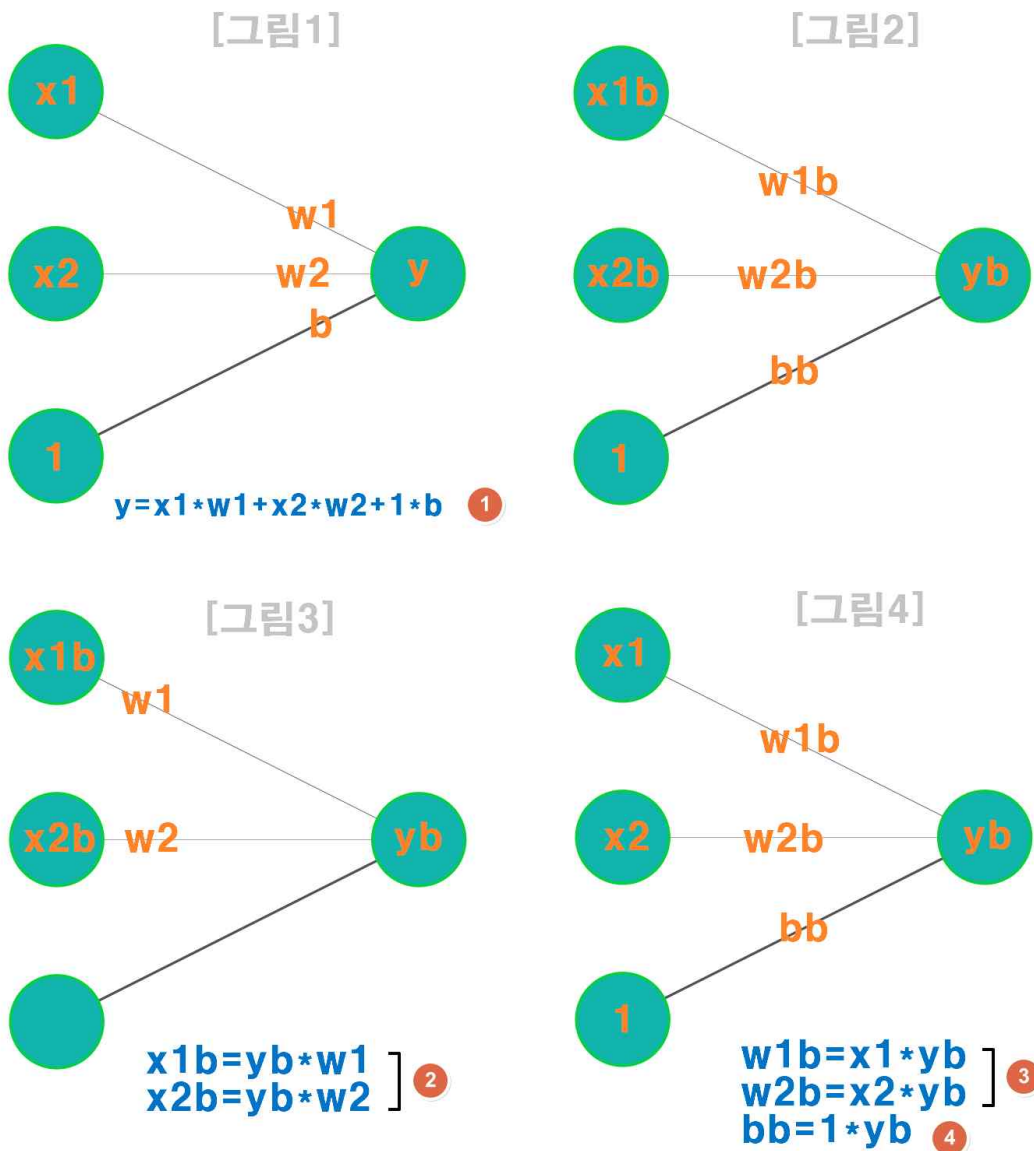 [그림1]
x1
w1
x2
w2
y
b
1
y=x1*w1+x2*w2+1*b
1
[그림2]
x1b
w1b
x2b
w2b
yb
bb
1
[그림3]
x1b
w1
x2b
w2
yb
x1b=yb*w1
x2b=yb*w2
2
[그림4]
x1
w1b
x2
w2b
yb
bb
1
w1b=x1*yb
w2b=x2*yb
3
bb=1*yb
4